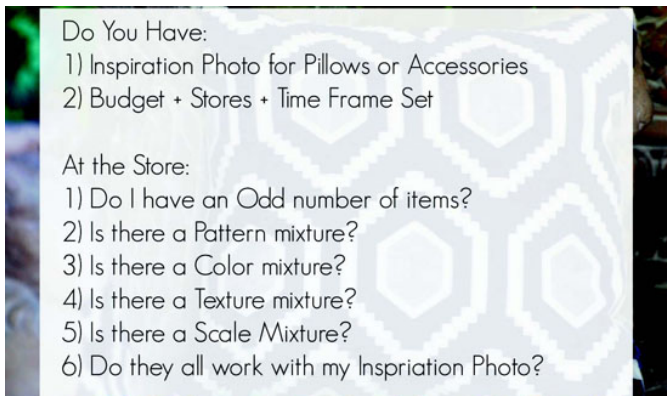 Do You Have:
1) Inspiration Photo for Pillows or Accessories
2) Budget + Stores + Time Frame Set
At the Store:
1) Do I have an Odd number of items?
2) Is there a Pattern mixture?
3) Is there a Color mixture?
4) Is there a Texture mixture?
5) Is there a Scale Mixture?
6) Do they all work with my Inspriation Photo?